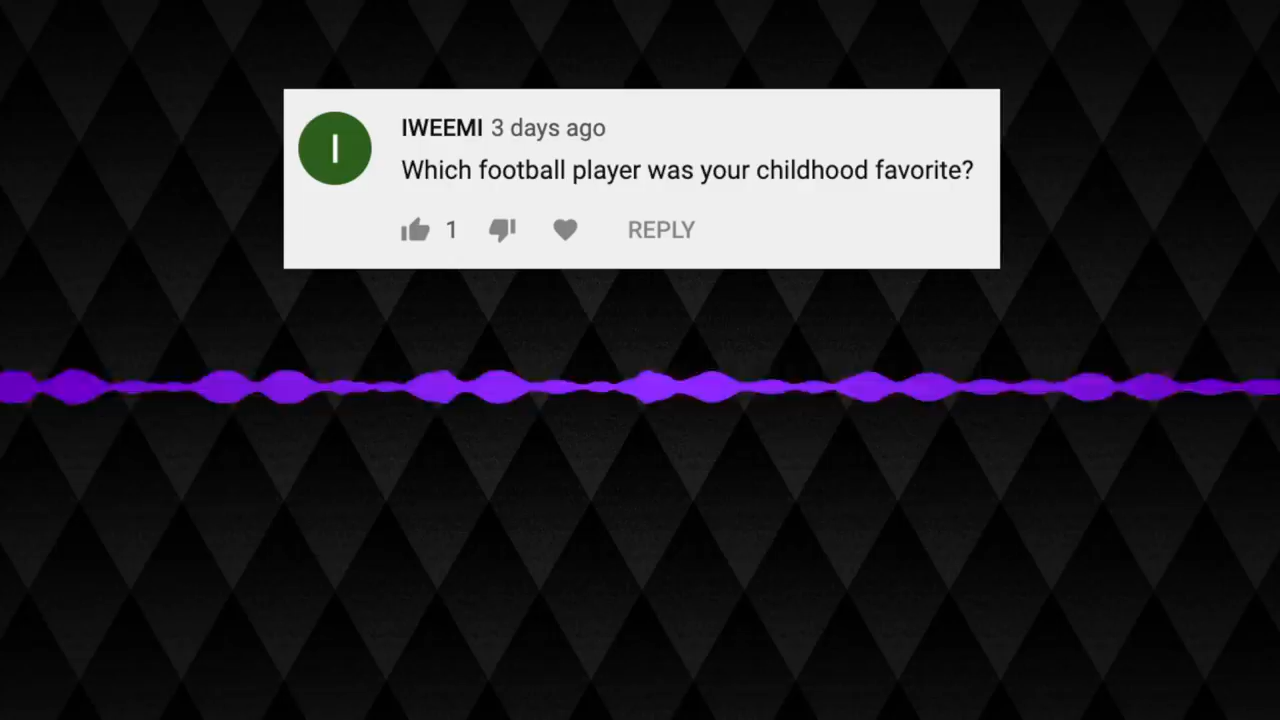 I
IWEEMI 3 days ago
Which football player was your childhood favorite?
1 REPLY